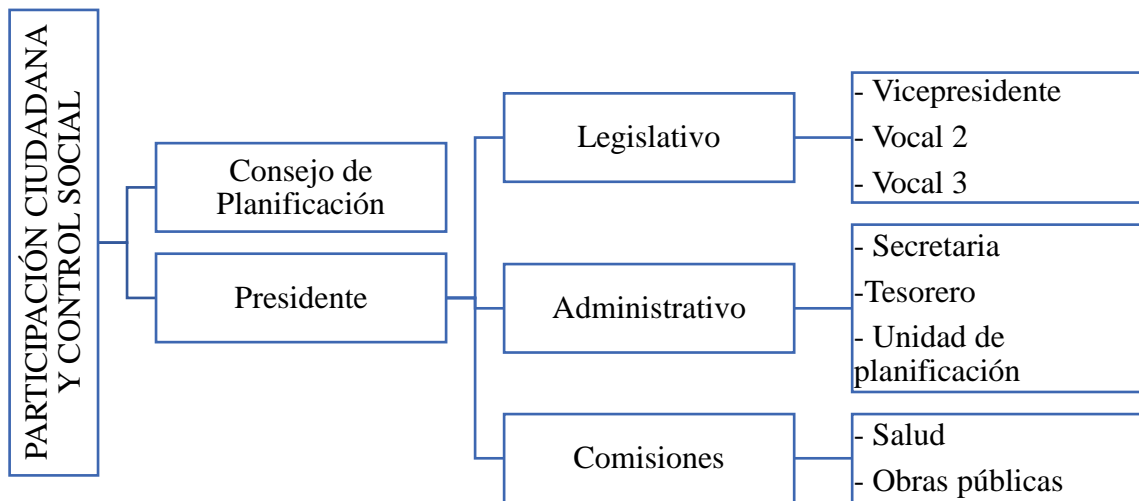 PARTICIPACIÓN CIUDADANA
Y CONTROL SOCIAL
Consejo de
Planificación
Presidente
Legislativo
- Vicepresidente
- Vocal 2
- Vocal 3
Administrativo
- Secretaria
-Tesorero
- Unidad de
planificación
Comisiones
- Salud
- Obras públicas